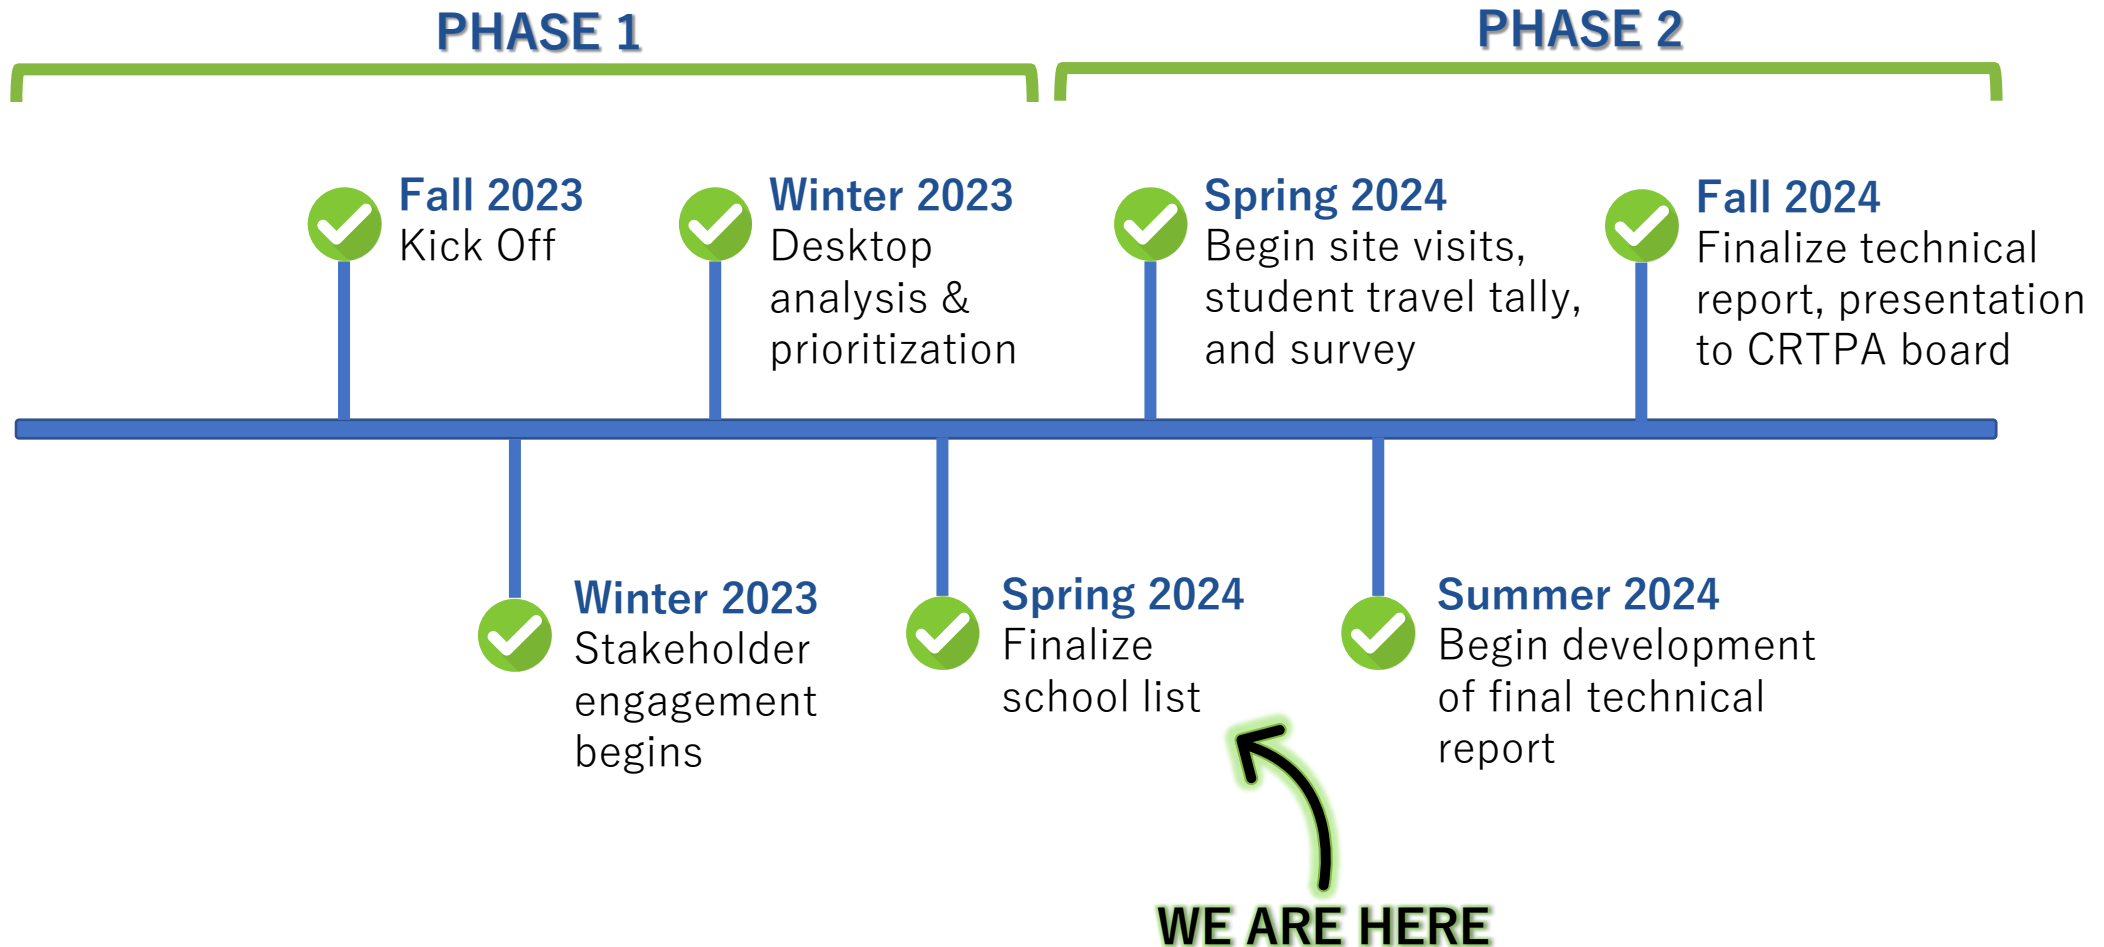 PHASE 1
PHASE 2
Fall 2023
Kick Off
Winter 2023
Desktop
analysis &
prioritization
Spring 2024
Begin site visits,
student travel tally,
and survey
Fall 2024
Finalize technical
report, presentation
to CRTPA board
Winter 2023
Stakeholder
engagement
begins
Spring 2024
Finalize
school list
Summer 2024
Begin development
of final technical
report
WE ARE HERE